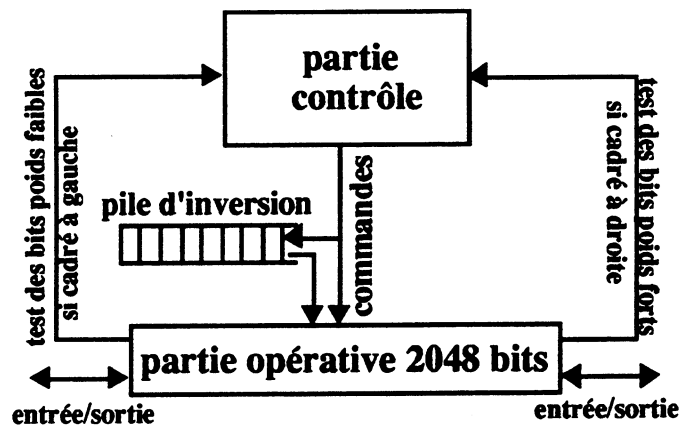 partie
contrôle
test des bits poids faibles
si cadré à gauche
test des bits poids forts
si cadré à droite
pile d'inversion
commandes
partie opérative 2048 bits
entrée/sortie
entrée/sortie